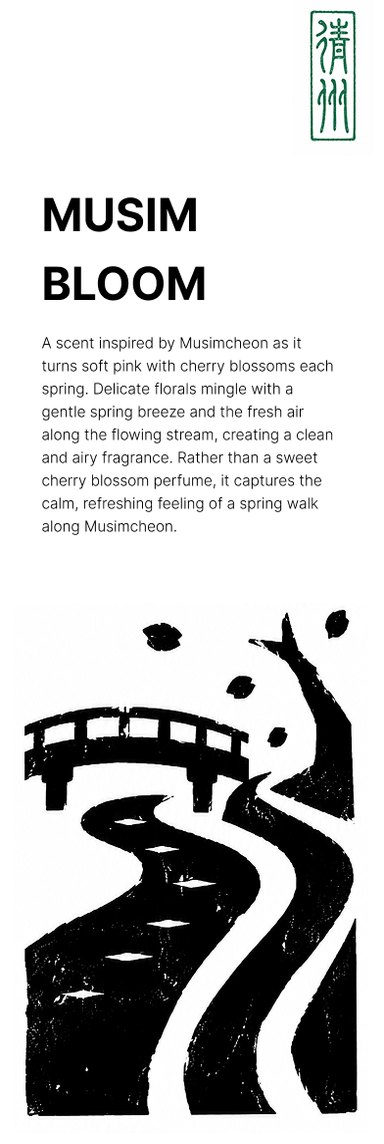 淸州
MUSIM
BLOOM
A scent inspired by Musimcheon as it
turns soft pink with cherry blossoms each
spring. Delicate florals mingle with a
gentle spring breeze and the fresh air
along the flowing stream, creating a clean
and airy fragrance. Rather than a sweet
cherry blossom perfume, it captures the
calm, refreshing feeling of a spring walk
along Musimcheon.